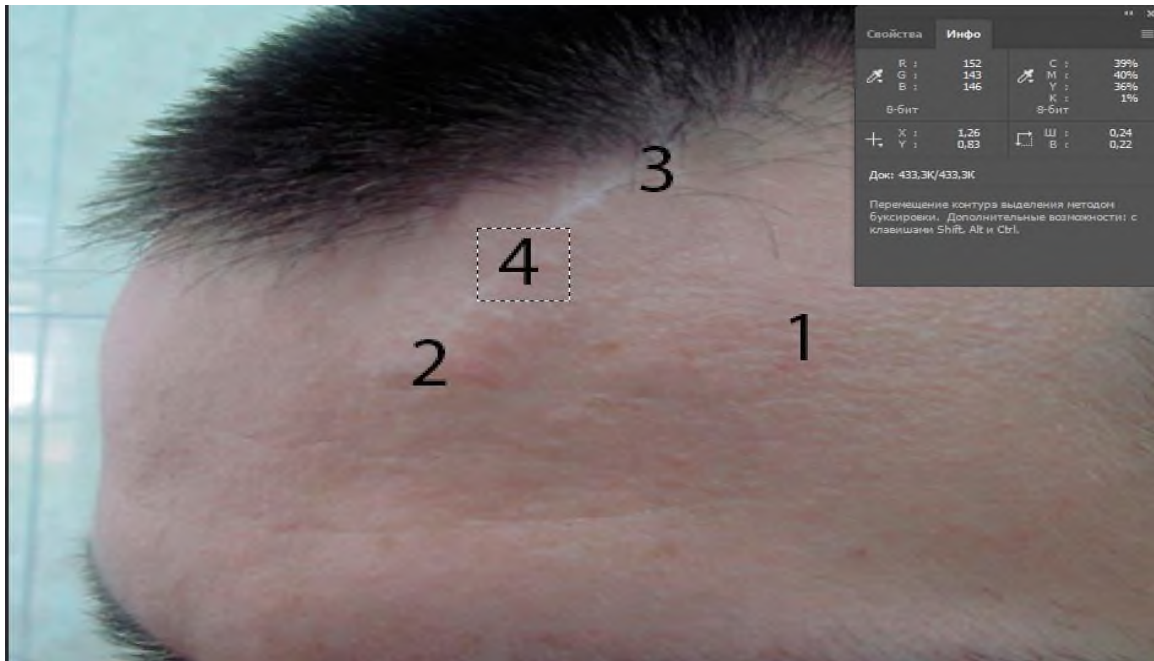 Свойства Инфо
R : 152 C : 39%
G : 143 M : 40%
B : 146 Y : 36%
K : 1%
8-бит 8-бит
X : 1,26 Ш : 0,24
Y : 0,83 В : 0,22
Док: 433,3K/433,3K
Перемещение контура выделения методом
буксировки. Дополнительные возможности: с
клавишами Shift, Alt и Ctrl.
3
4
1
2